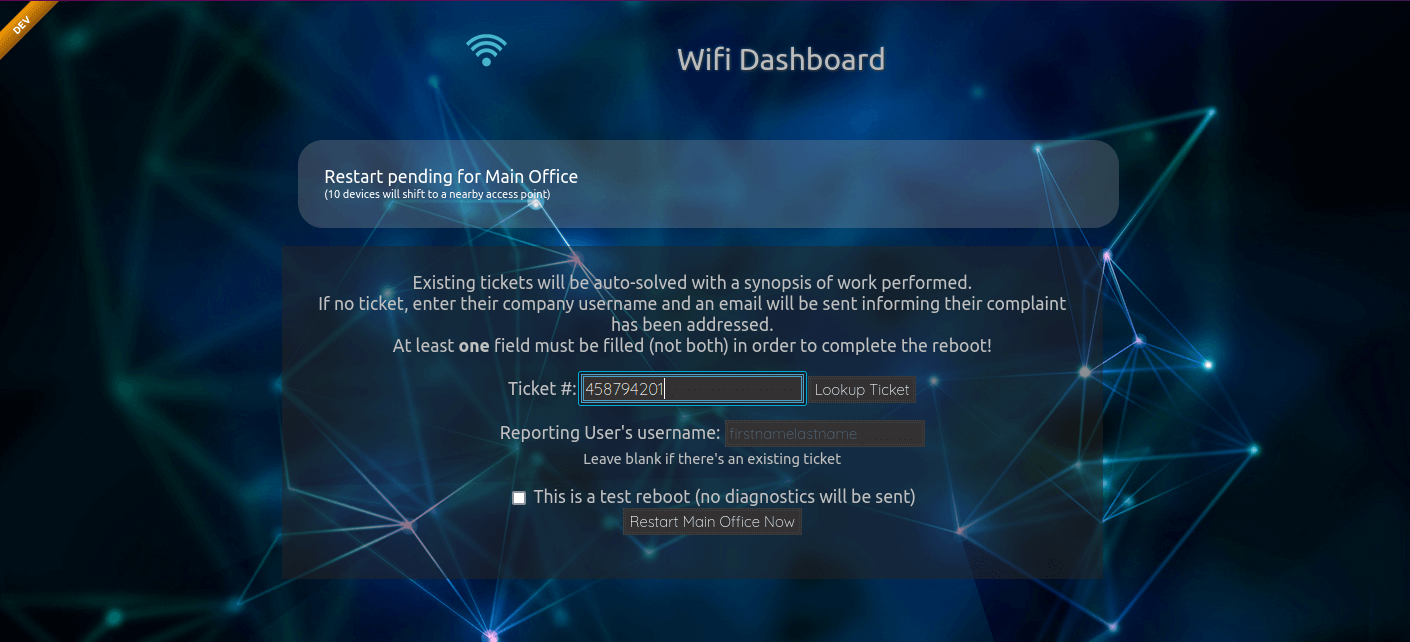 DEV
Wifi Dashboard
Restart pending for Main Office
(10 devices will shift to a nearby access point)
Existing tickets will be auto-solved with a synopsis of work performed.
If no ticket, enter their company username and an email will be sent informing their complaint
has been addressed.
At least one field must be filled (not both) in order to complete the reboot!
Ticket #: 458794201 Lookup Ticket
Reporting User's username: firstnamelastname
Leave blank if there's an existing ticket
This is a test reboot (no diagnostics will be sent)
Restart Main Office Now